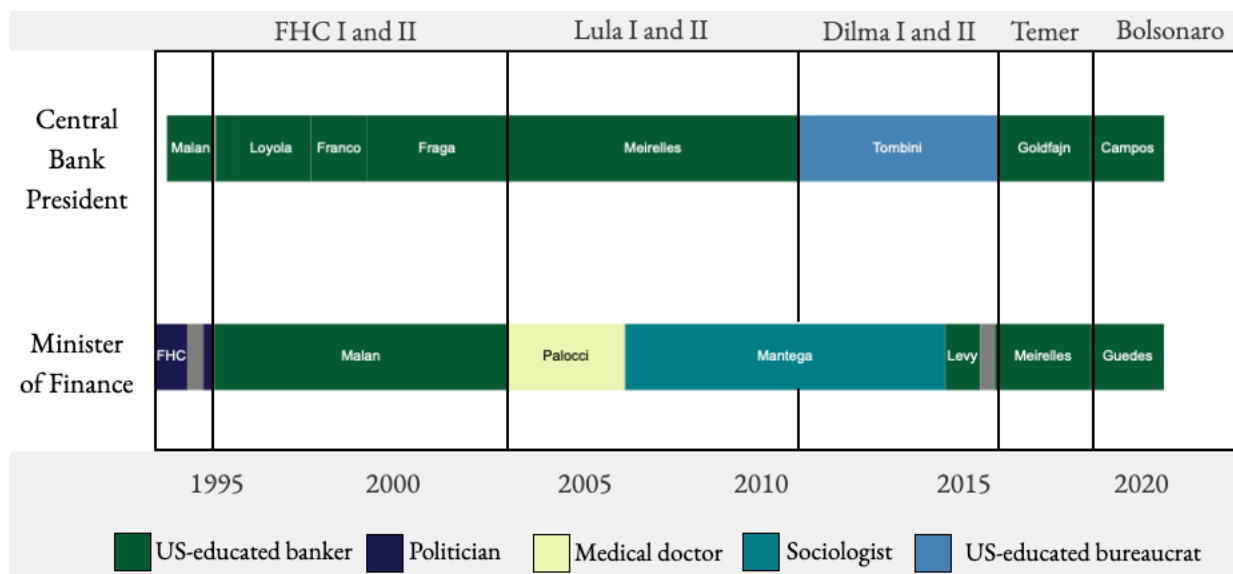 FHC I and II Lula I and II Dilma I and II Temer Bolsonaro
Central
Bank
President
Malan Loyola Franco Fraga Meirelles Tombini Goldfajn Campos
Minister
of Finance
FHC Malan Palocci Mantega Levy Meirelles Guedes
1995 2000 2005 2010 2015 2020
US-educated banker Politician Medical doctor Sociologist US-educated bureaucrat